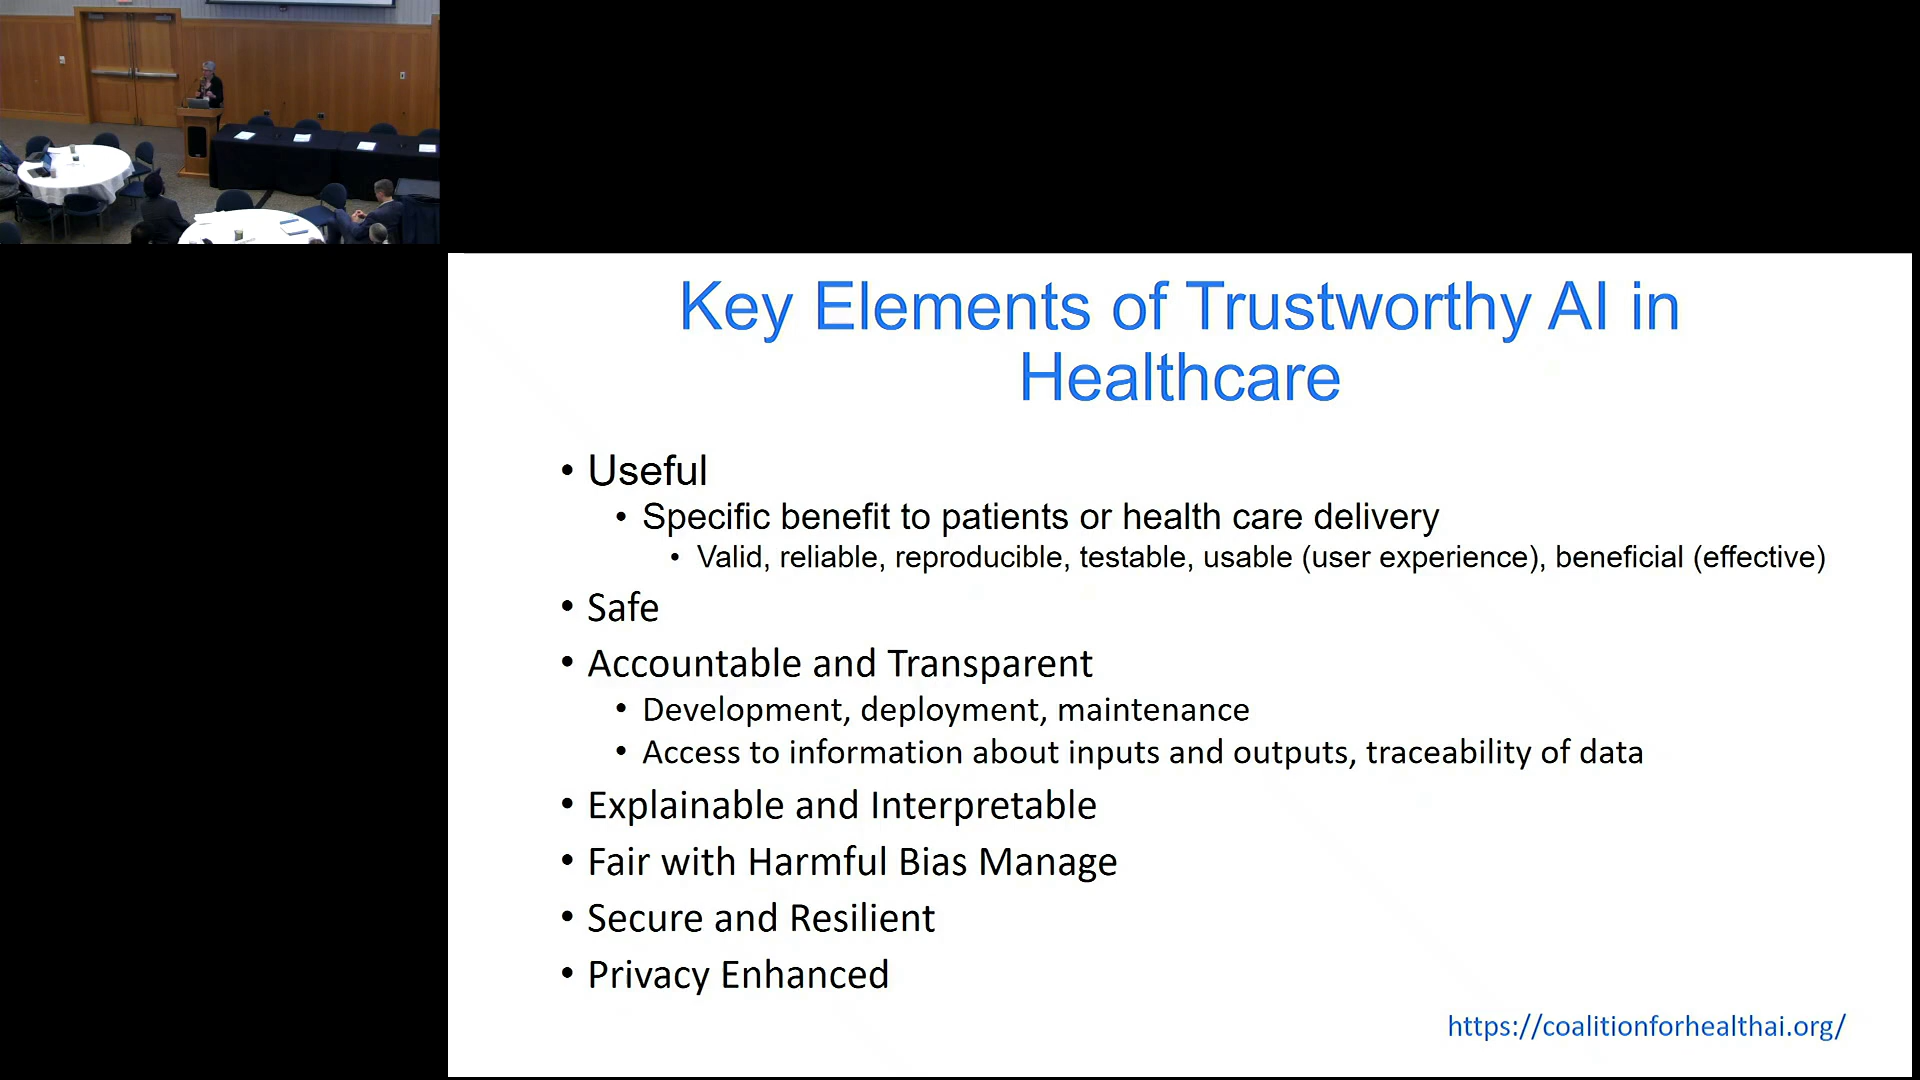 Key Elements of Trustworthy AI in
Healthcare
• Useful
• Specific benefit to patients or health care delivery
• Valid, reliable, reproducible, testable, usable (user experience), beneficial (effective)
• Safe
• Accountable and Transparent
• Development, deployment, maintenance
• Access to information about inputs and outputs, traceability of data
• Explainable and Interpretable
• Fair with Harmful Bias Manage
• Secure and Resilient
• Privacy Enhanced
https://coalitionforhealthai.org/